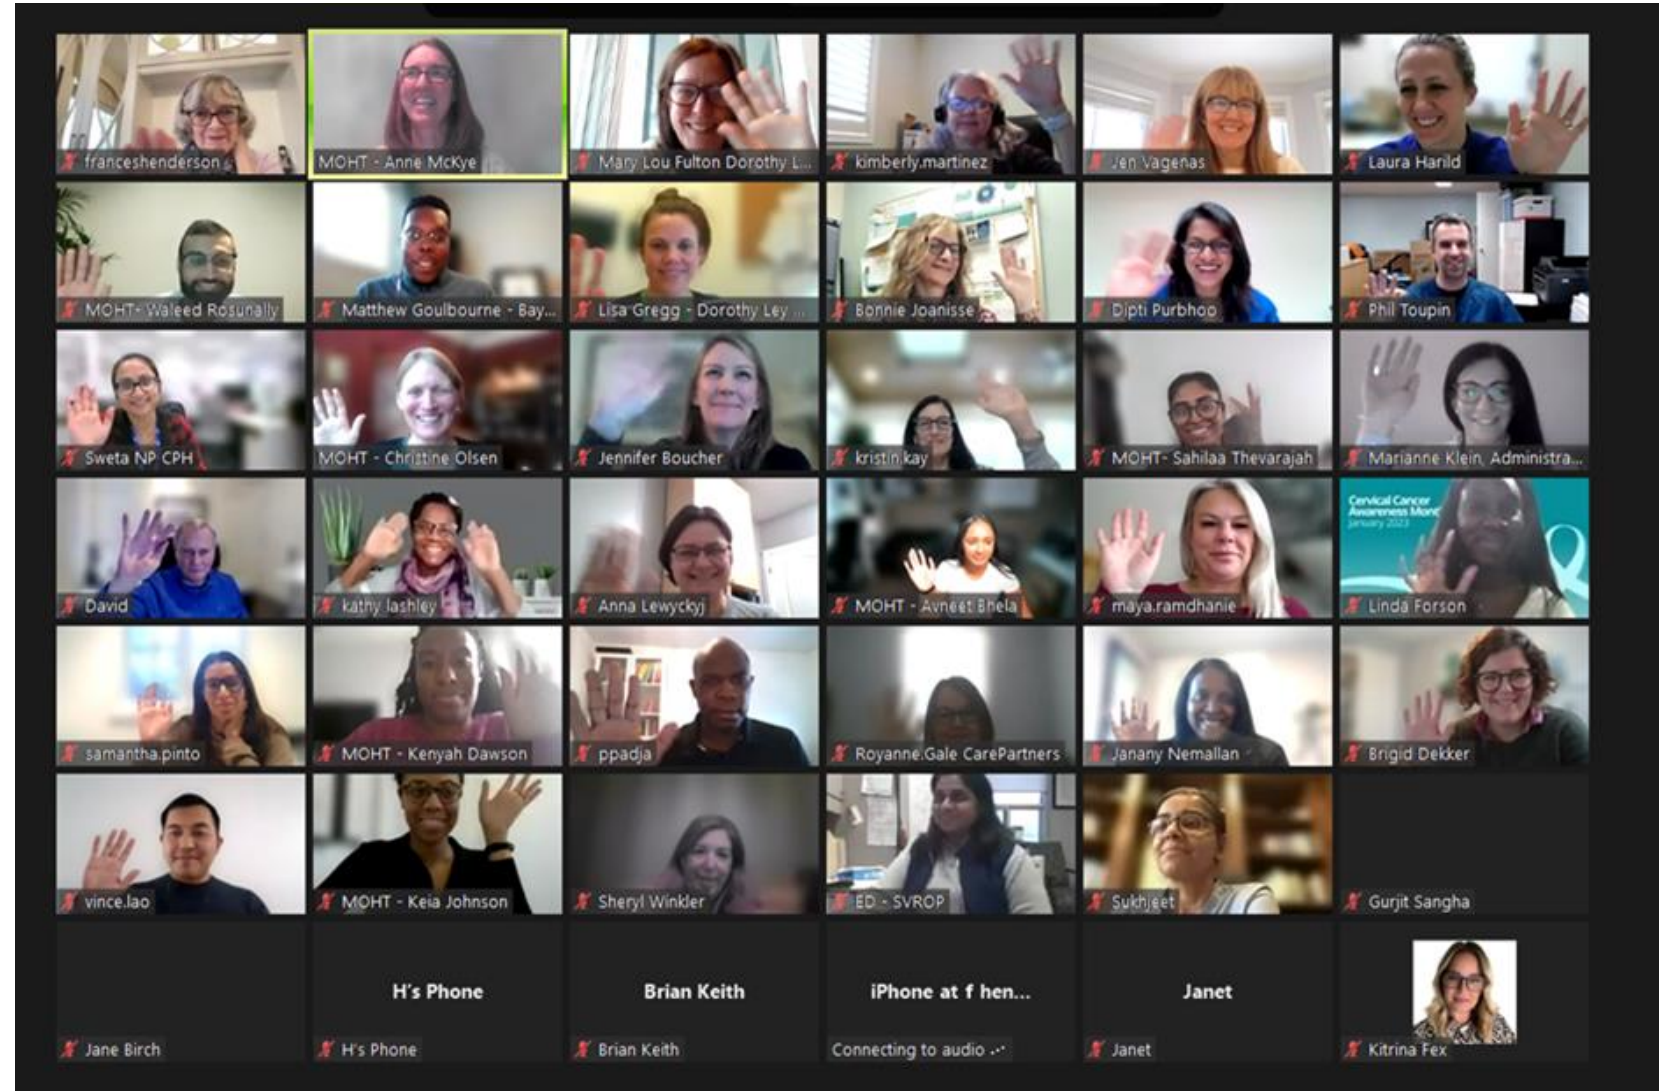 franceshenderson
MOHT - Anne McKye
Mary Lou Fulton Dorothy L...
kimberly.martinez
Jen Vagenas
Laura Harild
MOHT- Waleed Rosunally
Matthew Goulbourne - Bay...
Lisa Gregg - Dorothy Ley ...
Bonnie Joanisse
Dipti Purbhoo
Phil Toupin
Sweta NP CPH
MOHT - Christine Olsen
Jennifer Boucher
kristin.kay
MOHT- Sahilaa Thevarajah
Marianne Klein, Administra...
Cervical Cancer
Awareness Mont
January 2023
David
kathy lashley
Anna Lewyckyj
MOHT - Avneet Bhela
maya.ramdhanie
Linda Forson
samantha.pinto
MOHT - Kenyah Dawson
ppadja
Royanne.Gale CarePartners
Janany Nemallan
Brigid Dekker
vince.lao
MOHT - Keia Johnson
Sheryl Winkler
ED - SVROP
Sukhjeet
Gurjit Sangha
H's Phone
Brian Keith
iPhone at f hen...
Janet
Jane Birch
H's Phone
Brian Keith
Connecting to audio ...
Janet
Kitrina Fex